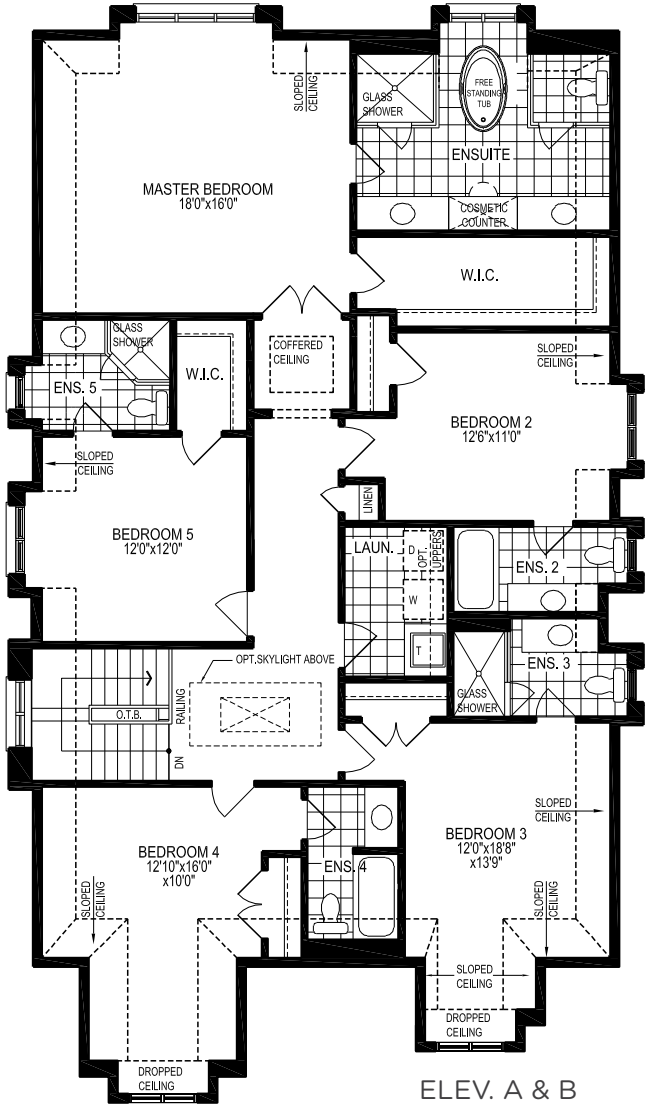 SLOPED
CEILING
GLASS
SHOWER
FREE
STANDING
TUB
ENSUITE
MASTER BEDROOM
18'0"x16'0"
COSMETIC
COUNTER
W.I.C.
GLASS
SHOWER
COFFERED
CEILING
SLOPED
CEILING
W.I.C.
ENS. 5
BEDROOM 2
12'6"x11'0"
SLOPED
CEILING
LINEN
BEDROOM 5
12'0"x12'0"
LAUN.
D
OPT.
UPPERS
ENS. 2
W
T
OPT.SKYLIGHT ABOVE
ENS. 3
GLASS
SHOWER
RAILING
O.T.B.
DN
SLOPED
CEILING
BEDROOM 3
12'0"x18'8"
x13'9"
BEDROOM 4
12'10"x16'0"
x10'0"
ENS. 4
SLOPED
CEILING
SLOPED
CEILING
SLOPED
CEILING
DROPPED
CEILING
DROPPED
CEILING
ELEV. A & B